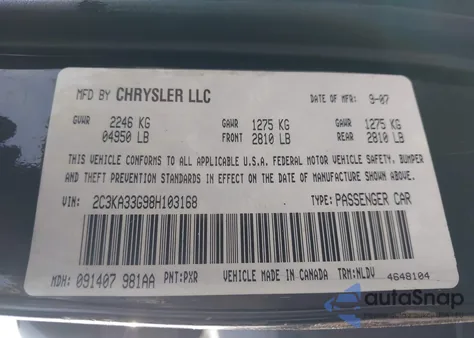 MFD BY CHRYSLER LLC DATE OF MFR: 9-07
GVWR 2246 KG GAWR 1275 KG GAWR 1275 KG
04950 LB FRONT 2810 LB REAR 2810 LB
THIS VEHICLE CONFORMS TO ALL APPLICABLE U.S.A. FEDERAL MOTOR VEHICLE SAFETY, BUMPER
AND THEFT PREVENTION STANDARDS IN EFFECT ON THE DATE OF MANUFACTURE SHOWN ABOVE.
VIN: 2C3KA33G98H103168 TYPE: PASSENGER CAR
MDH: 091407 981AA PNT: PXR VEHICLE MADE IN CANADA TRM: NLDV 4648104
autoSnap